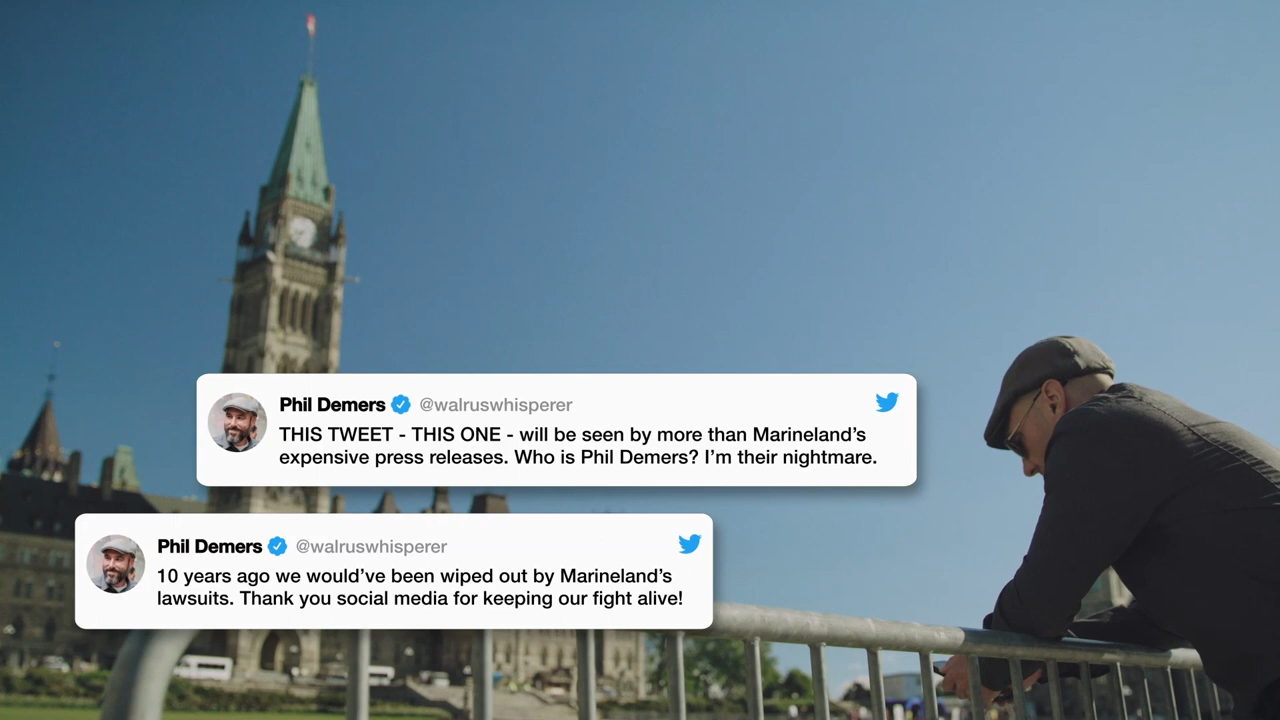 Phil Demers @walruswhisperer
THIS TWEET - THIS ONE - will be seen by more than Marineland’s
expensive press releases. Who is Phil Demers? I’m their nightmare.
Phil Demers @walruswhisperer
10 years ago we would’ve been wiped out by Marineland’s
lawsuits. Thank you social media for keeping our fight alive!